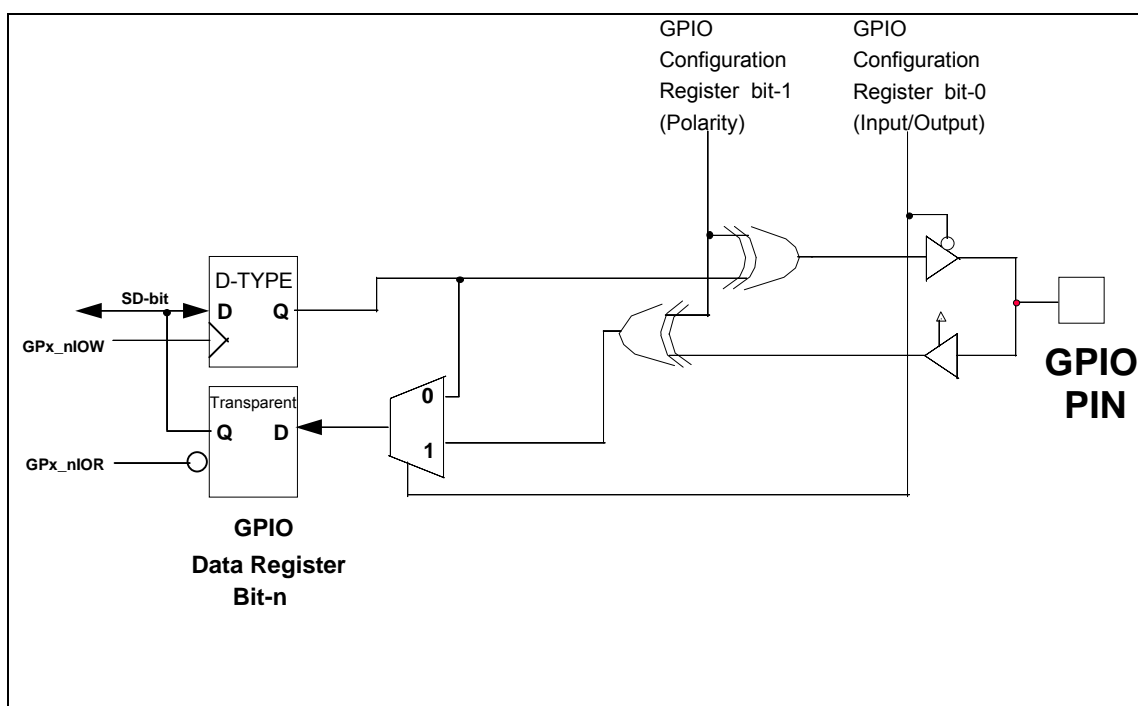 GPIO
Configuration
Register bit-1
(Polarity)
GPIO
Configuration
Register bit-0
(Input/Output)
D-TYPE
SD-bit
D Q
GPx_nIOW
Transparent
Q D
GPx_nIOR
0
1
GPIO
PIN
GPIO
Data Register
Bit-n